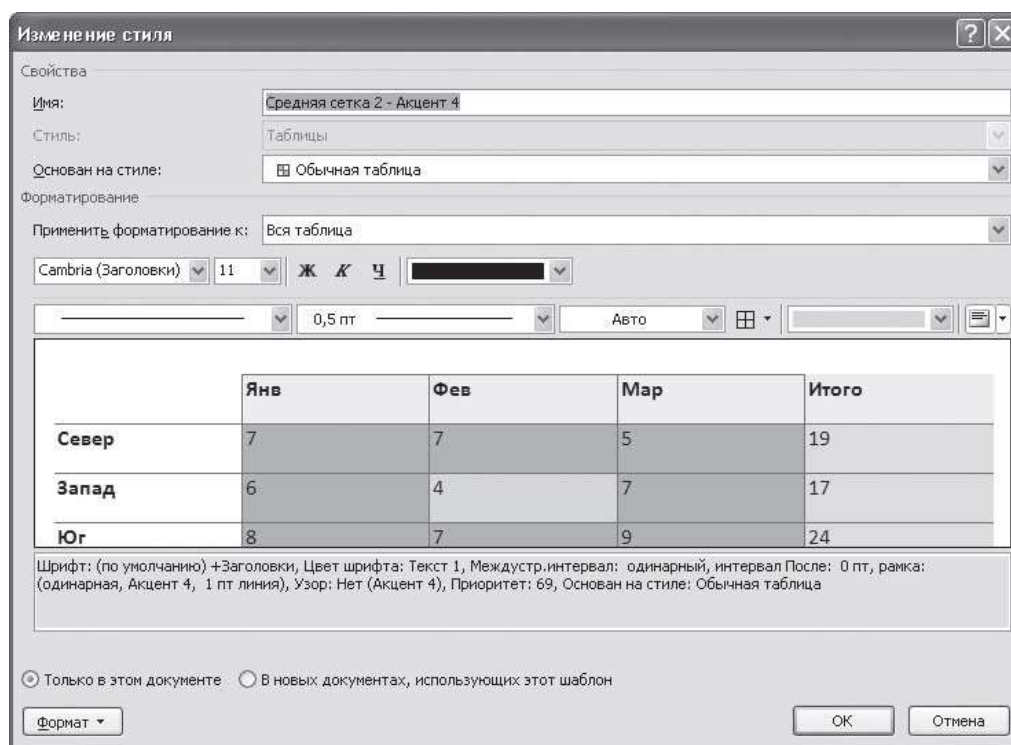 Изменение стиля
Свойства
Имя: Средняя сетка 2 - Акцент 4
Стиль: Таблицы
Основан на стиле: Обычная таблица
Форматирование
Применить форматирование к: Вся таблица
Cambria (Заголовки) 11 Ж К Ч
0,5 пт Авто
Янв Фев Мар Итого
Север 7 7 5 19
Запад 6 4 7 17
Юг 8 7 9 24
Шрифт: (по умолчанию) +Заголовки, Цвет шрифта: Текст 1, Междустр.интервал: одинарный, интервал После: 0 пт, рамка:
(одинарная, Акцент 4, 1 пт линия), Узор: Нет (Акцент 4), Приоритет: 69, Основан на стиле: Обычная таблица
Только в этом документе В новых документах, использующих этот шаблон
Формат ОК Отмена